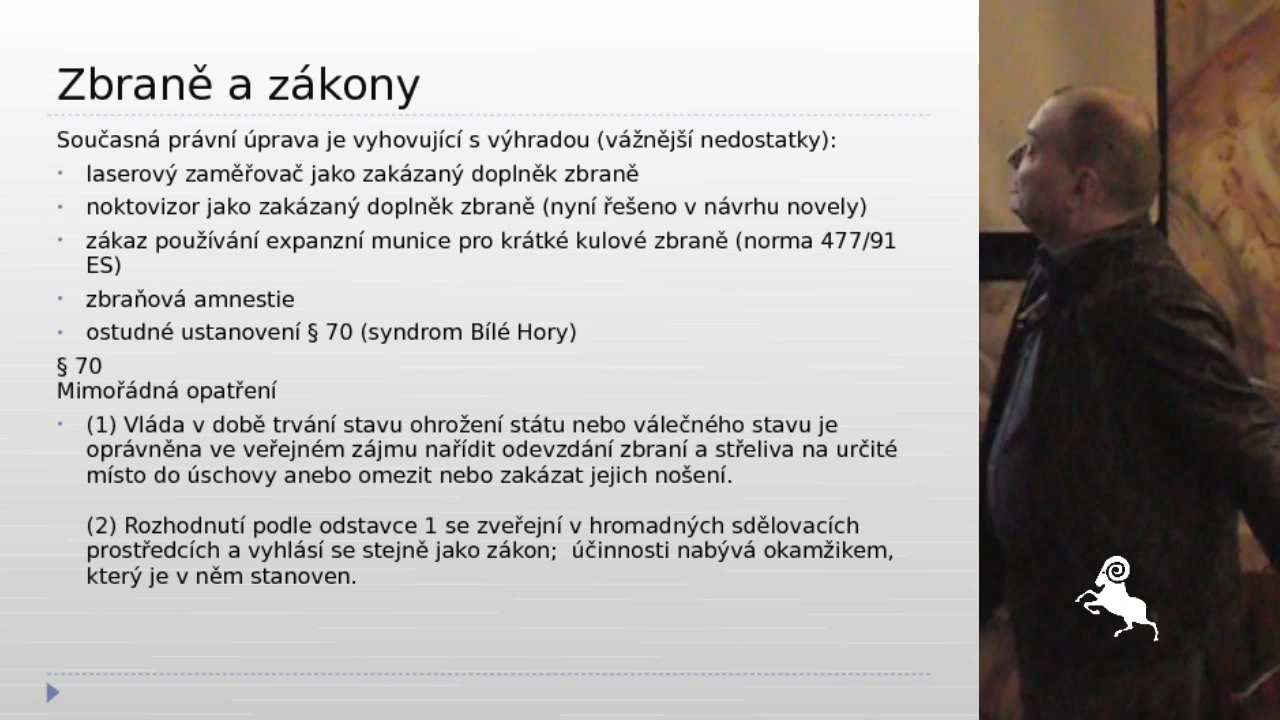 Zbraně a zákony
Současná právní úprava je vyhovující s výhradou (vážnější nedostatky):
laserový zaměřovač jako zakázaný doplněk zbraně
noktovizor jako zakázaný doplněk zbraně (nyní řešeno v návrhu novely)
zákaz používání expanzní munice pro krátké kulové zbraně (norma 477/91
ES)
zbraňová amnestie
ostudné ustanovení § 70 (syndrom Bílé Hory)
§ 70
Mimořádná opatření
(1) Vláda v době trvání stavu ohrožení státu nebo válečného stavu je
oprávněna ve veřejném zájmu nařídit odevzdání zbraní a střeliva na určité
místo do úschovy anebo omezit nebo zakázat jejich nošení.
(2) Rozhodnutí podle odstavce 1 se zveřejní v hromadných sdělovacích
prostředcích a vyhlásí se stejně jako zákon;  účinnosti nabývá okamžikem,
který je v něm stanoven.